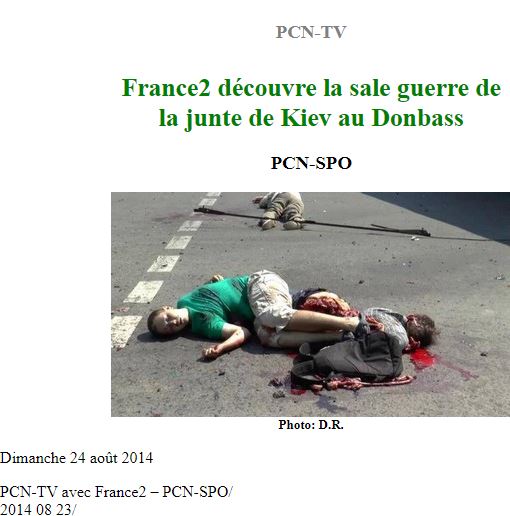 PCN-TV
France2 découvre la sale guerre de
la junte de Kiev au Donbass
PCN-SPO
Photo: D.R.
Dimanche 24 août 2014
PCN-TV avec France2 – PCN-SPO/
2014 08 23/